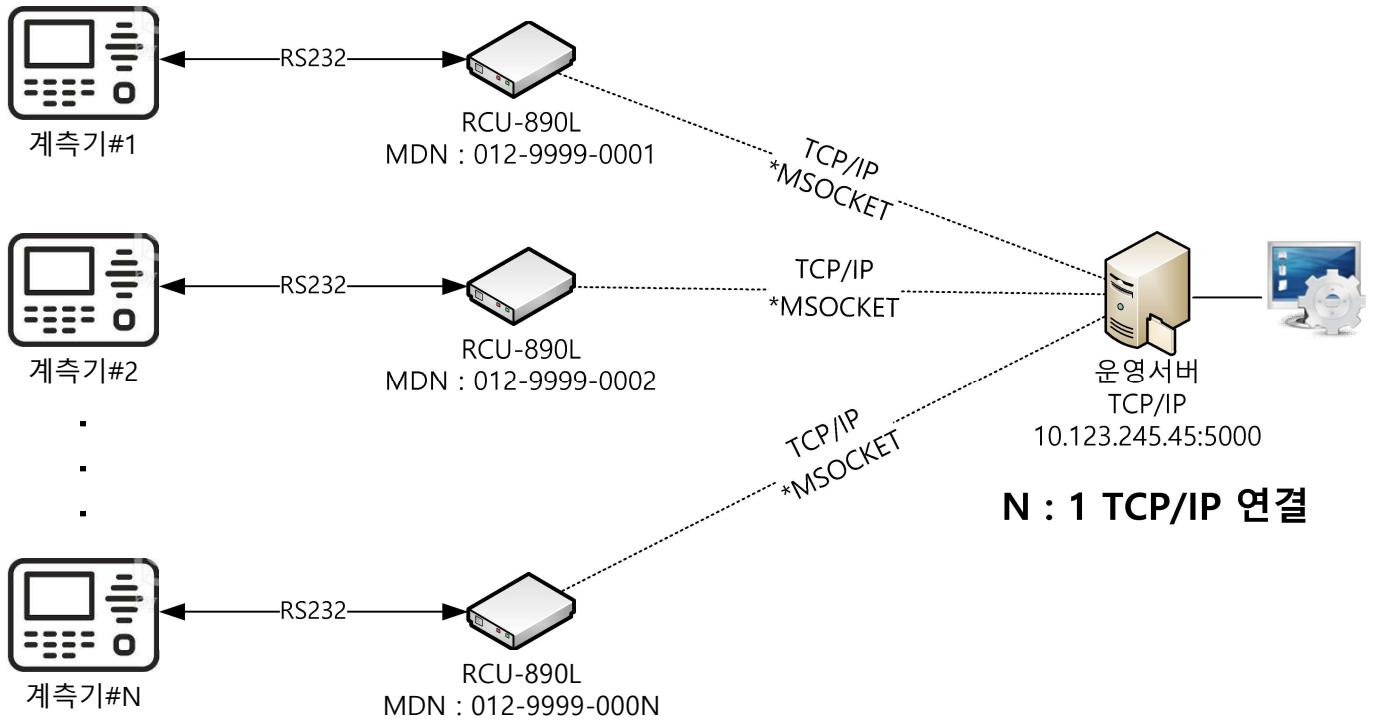 계측기#1
RS232
RCU-890L
MDN : 012-9999-0001
TCP/IP
*MSOCKET
계측기#2
RS232
RCU-890L
MDN : 012-9999-0002
TCP/IP
*MSOCKET
운영서버
TCP/IP
10.123.245.45:5000
N : 1 TCP/IP 연결
계측기#N
RS232
RCU-890L
MDN : 012-9999-000N
TCP/IP
*MSOCKET